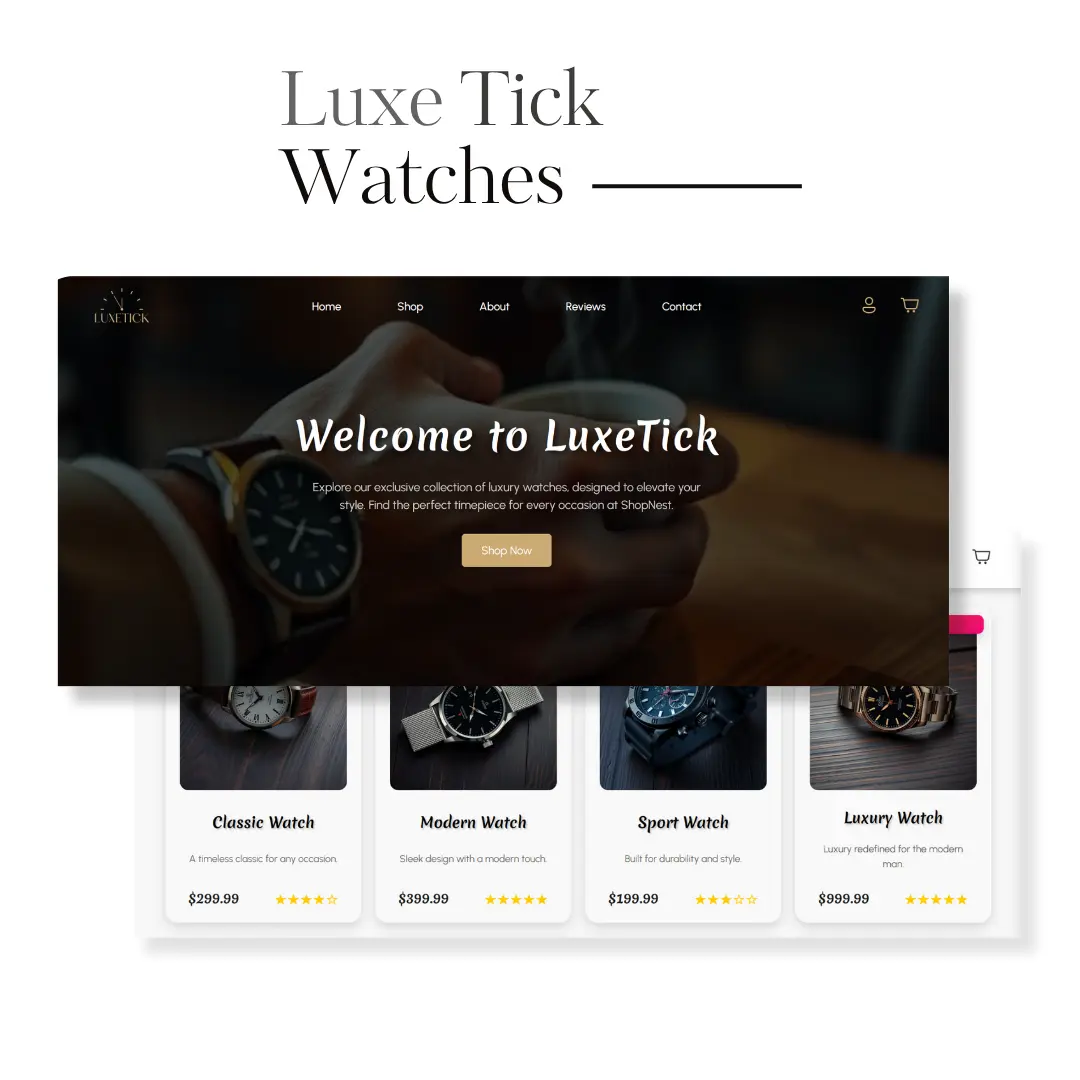 Luxe Tick
Watches
LUXETICK
Home Shop About Reviews Contact
Welcome to LuxeTick
Explore our exclusive collection of luxury watches, designed to elevate your
style. Find the perfect timepiece for every occasion at ShopNest.
Shop Now
Classic Watch Modern Watch Sport Watch Luxury Watch
A timeless classic for any occasion. Sleek design with a modern touch. Built for durability and style. Luxury redefined for the modern
man.
$299.99 ★★★★☆ $399.99 ★★★★★ $199.99 ★★★☆☆ $999.99 ★★★★★